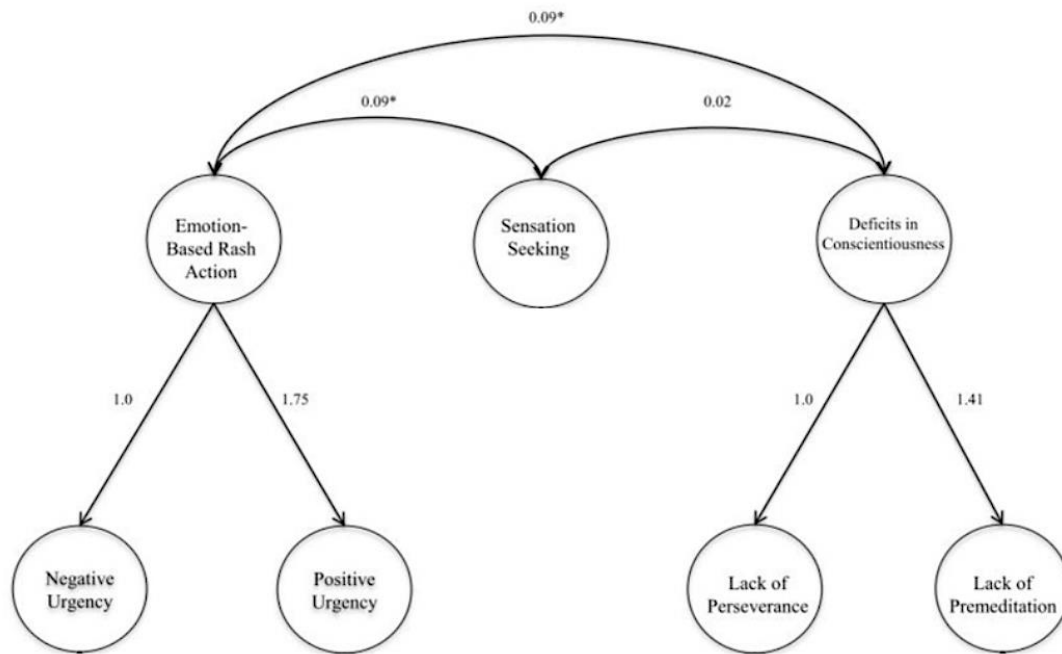 0.09*
0.09*
0.02
Emotion-
Based Rash
Action
Sensation
Seeking
Deficits in
Conscientiousness
1.0
1.75
1.0
1.41
Negative
Urgency
Positive
Urgency
Lack of
Perseverance
Lack of
Premeditation